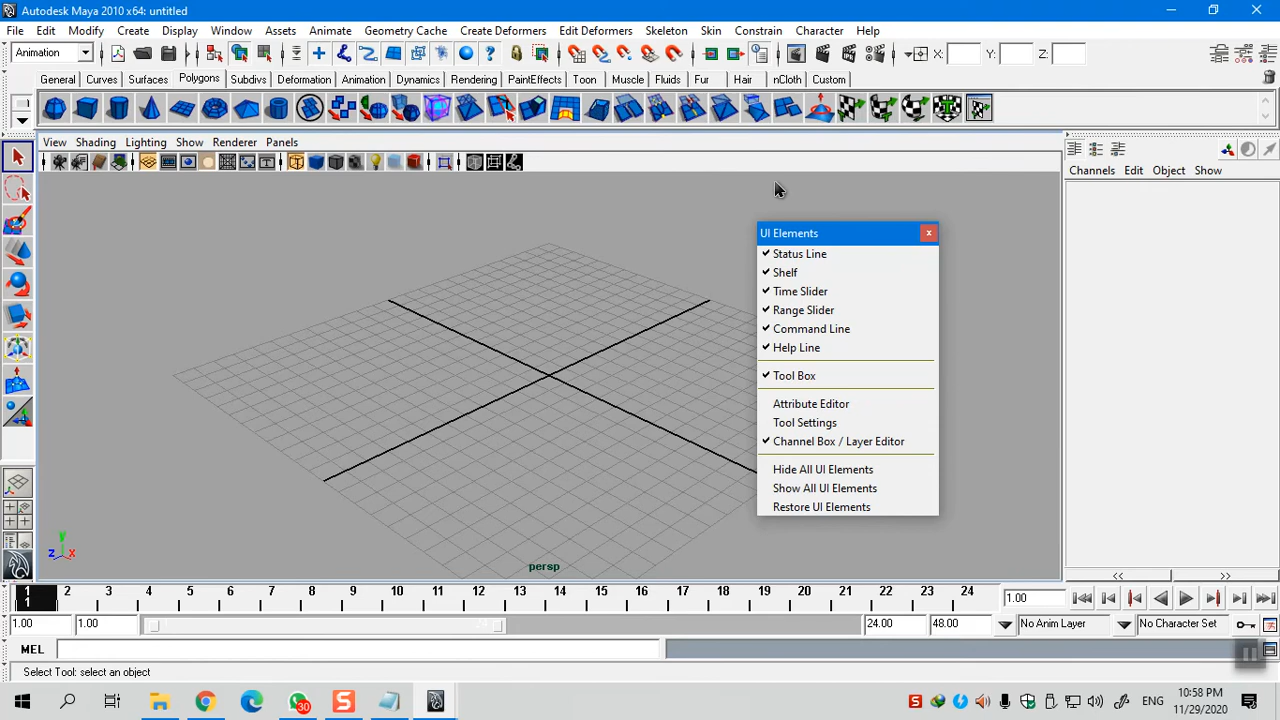 Autodesk Maya 2010 x64: untitled
File Edit Modify Create Display Window Assets Animate Geometry Cache Create Deformers Edit Deformers Skeleton Skin Constrain Character Help
Animation X: Y: Z:
General Curves Surfaces Polygons Subdivs Deformation Animation Dynamics Rendering PaintEffects Toon Muscle Fluids Fur Hair nCloth Custom
View Shading Lighting Show Renderer Panels
Channels Edit Object Show
UI Elements
Status Line
Shelf
Time Slider
Range Slider
Command Line
Help Line
Tool Box
Attribute Editor
Tool Settings
Channel Box / Layer Editor
Hide All UI Elements
Show All UI Elements
Restore UI Elements
y
z x
persp
<< >>
1 2 3 4 5 6 7 8 9 10 11 12 13 14 15 16 17 18 19 20 21 22 23 24
1 1.00
1.00 1.00 24.00 48.00 No Anim Layer No Character Set
MEL
Select Tool: select an object
30 ENG 10:58 PM
11/29/2020